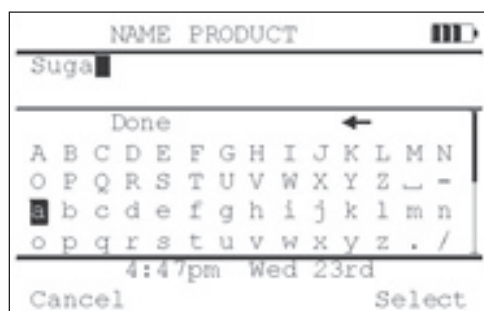 NAME PRODUCT
Suga
Done ←
A B C D E F G H I J K L M N
O P Q R S T U V W X Y Z ⎵ -
a b c d e f g h i j k l m n
o p q r s t u v w x y z . /
4:47pm Wed 23rd
Cancel Select